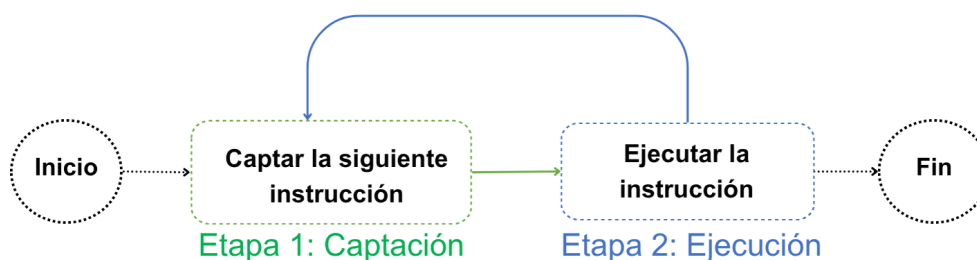 Inicio
Captar la siguiente
instrucción
Ejecutar la
instrucción
Fin
Etapa 1: Captación
Etapa 2: Ejecución